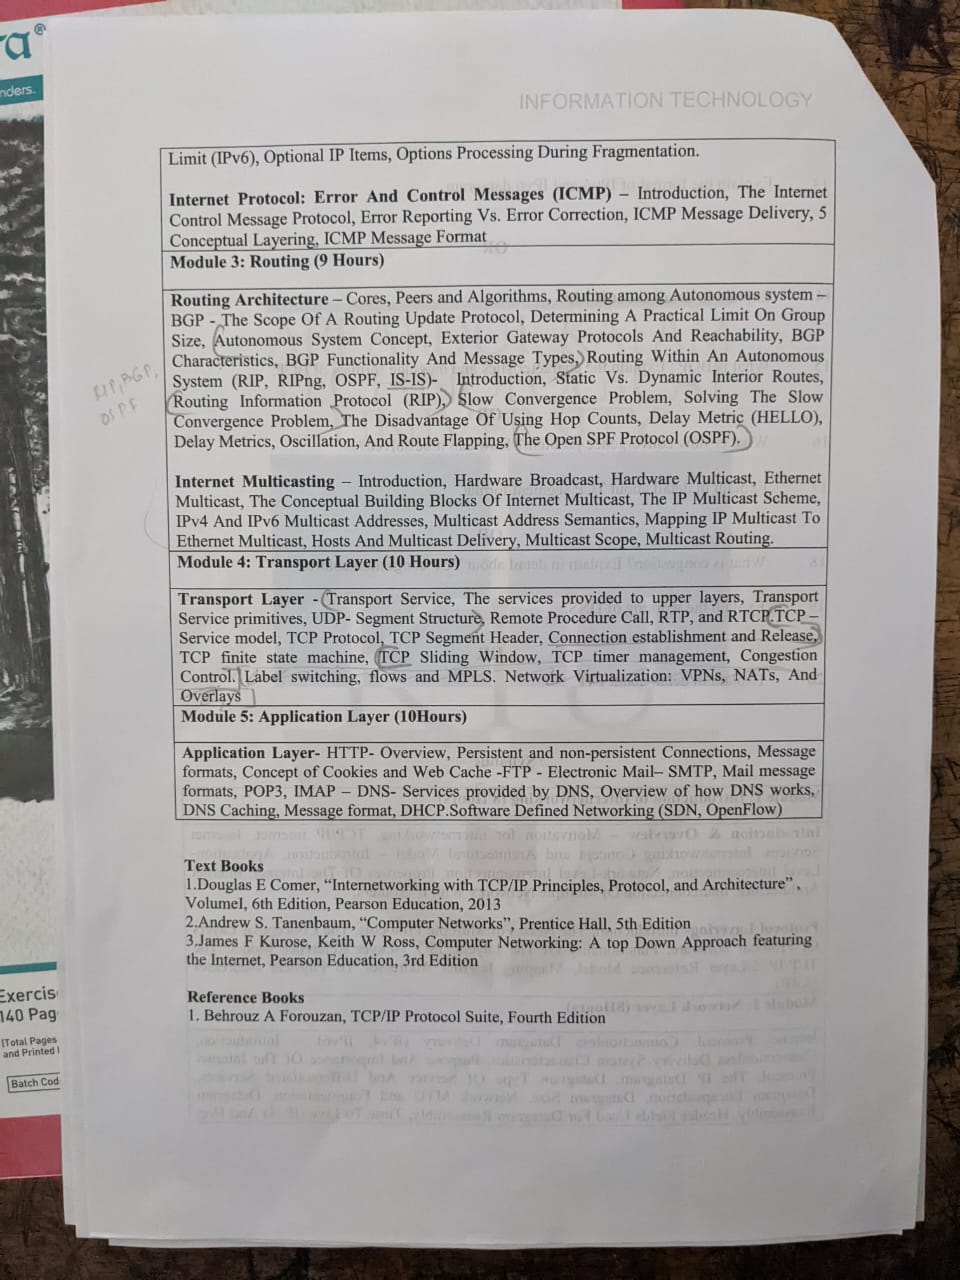 ra®
nders.
INFORMATION TECHNOLOGY
Limit (IPv6), Optional IP Items, Options Processing During Fragmentation.
Internet Protocol: Error And Control Messages (ICMP) – Introduction, The Internet
Control Message Protocol, Error Reporting Vs. Error Correction, ICMP Message Delivery, 5
Conceptual Layering, ICMP Message Format
Module 3: Routing (9 Hours)
Routing Architecture – Cores, Peers and Algorithms, Routing among Autonomous system –
BGP - The Scope Of A Routing Update Protocol, Determining A Practical Limit On Group
Size, Autonomous System Concept, Exterior Gateway Protocols And Reachability, BGP
Characteristics, BGP Functionality And Message Types, Routing Within An Autonomous
System (RIP, RIPng, OSPF, IS-IS)- Introduction, Static Vs. Dynamic Interior Routes,
Routing Information Protocol (RIP), Slow Convergence Problem, Solving The Slow
Convergence Problem, The Disadvantage Of Using Hop Counts, Delay Metric (HELLO),
Delay Metrics, Oscillation, And Route Flapping, The Open SPF Protocol (OSPF).
RIP, BGP,
OSPF
Internet Multicasting – Introduction, Hardware Broadcast, Hardware Multicast, Ethernet
Multicast, The Conceptual Building Blocks Of Internet Multicast, The IP Multicast Scheme,
IPv4 And IPv6 Multicast Addresses, Multicast Address Semantics, Mapping IP Multicast To
Ethernet Multicast, Hosts And Multicast Delivery, Multicast Scope, Multicast Routing.
Module 4: Transport Layer (10 Hours)
Transport Layer - Transport Service, The services provided to upper layers, Transport
Service primitives, UDP- Segment Structure, Remote Procedure Call, RTP, and RTCP.TCP –
Service model, TCP Protocol, TCP Segment Header, Connection establishment and Release,
TCP finite state machine, TCP Sliding Window, TCP timer management, Congestion
Control. Label switching, flows and MPLS. Network Virtualization: VPNs, NATs, And
Overlays
Module 5: Application Layer (10Hours)
Application Layer- HTTP- Overview, Persistent and non-persistent Connections, Message
formats, Concept of Cookies and Web Cache -FTP - Electronic Mail– SMTP, Mail message
formats, POP3, IMAP – DNS- Services provided by DNS, Overview of how DNS works,
DNS Caching, Message format, DHCP.Software Defined Networking (SDN, OpenFlow)
Text Books
1.Douglas E Comer, “Internetworking with TCP/IP Principles, Protocol, and Architecture” ,
VolumeI, 6th Edition, Pearson Education, 2013
2.Andrew S. Tanenbaum, “Computer Networks”, Prentice Hall, 5th Edition
3.James F Kurose, Keith W Ross, Computer Networking: A top Down Approach featuring
the Internet, Pearson Education, 3rd Edition
Reference Books
1. Behrouz A Forouzan, TCP/IP Protocol Suite, Fourth Edition
Exercis
140 Pag
[Total Pages
and Printed
Batch Cod